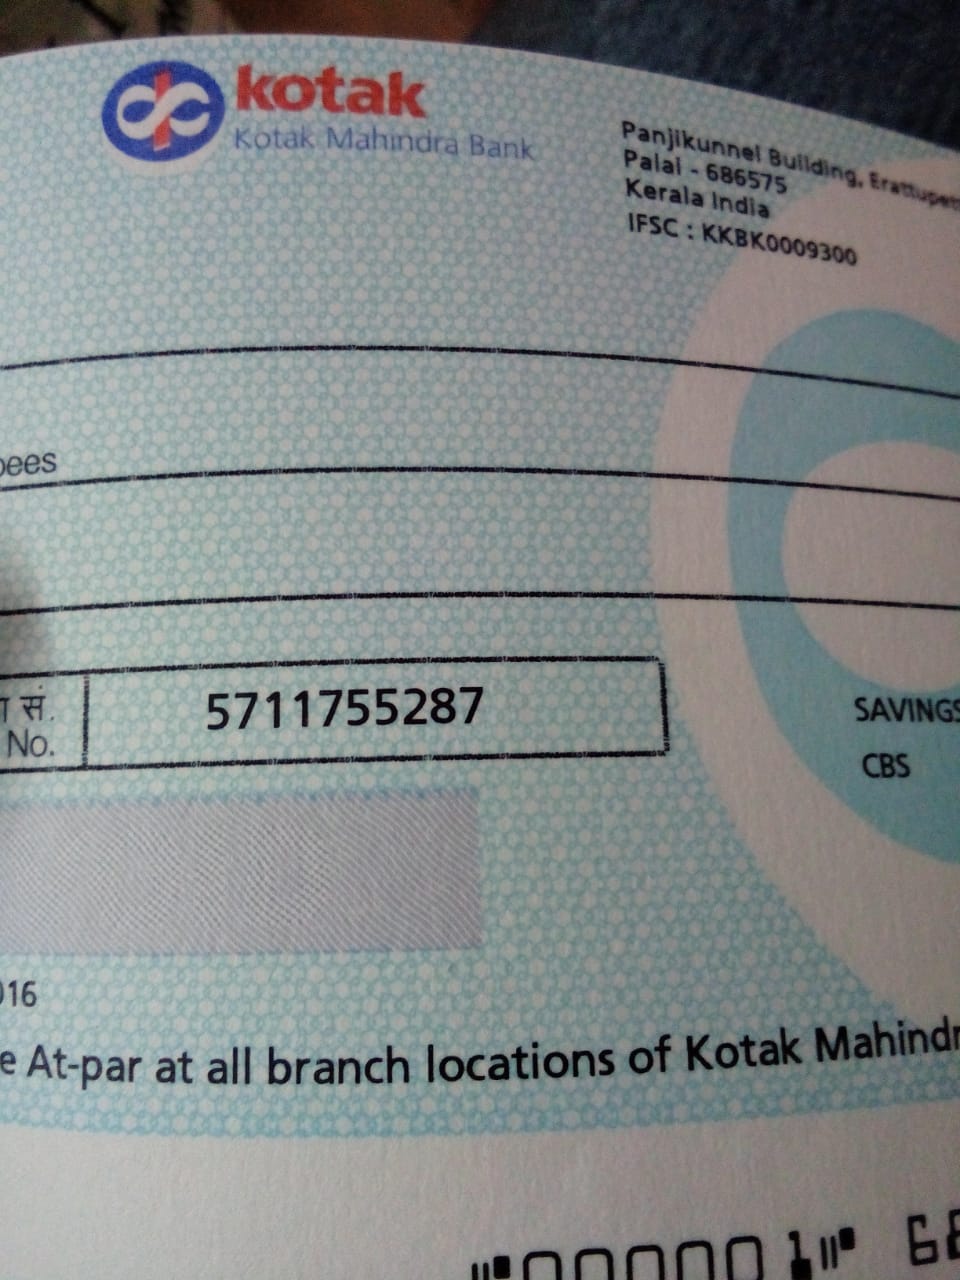 kotak
Kotak Mahindra Bank
Panjikunnel Building, Erattupett
Palai - 686575
Kerala India
IFSC : KKBK0009300
pees
ा सं.
No.
5711755287
SAVINGS
CBS
016
e At-par at all branch locations of Kotak Mahindr
⑈000001⑈ 68